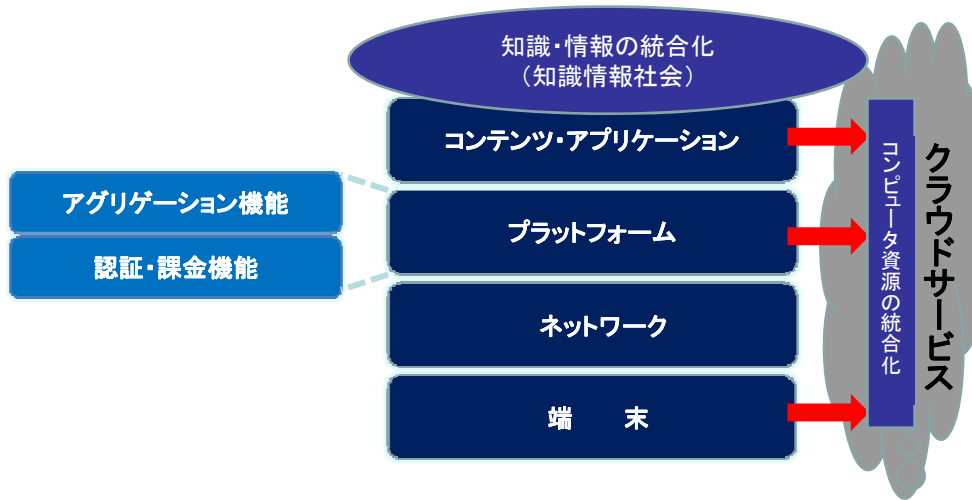 知識・情報の統合化
（知識情報社会）
コンテンツ・アプリケーション
アグリゲーション機能
プラットフォーム
認証・課金機能
ネットワーク
端　　末
コンピュータ資源の統合化
クラウドサービス